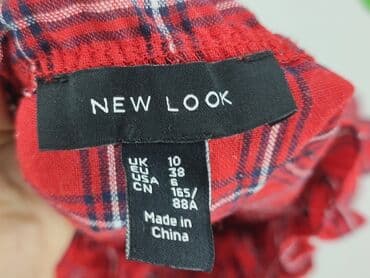 NEW LOOK
UK 10
EU 38
USA 6
CN 165/
88A
Made in
China